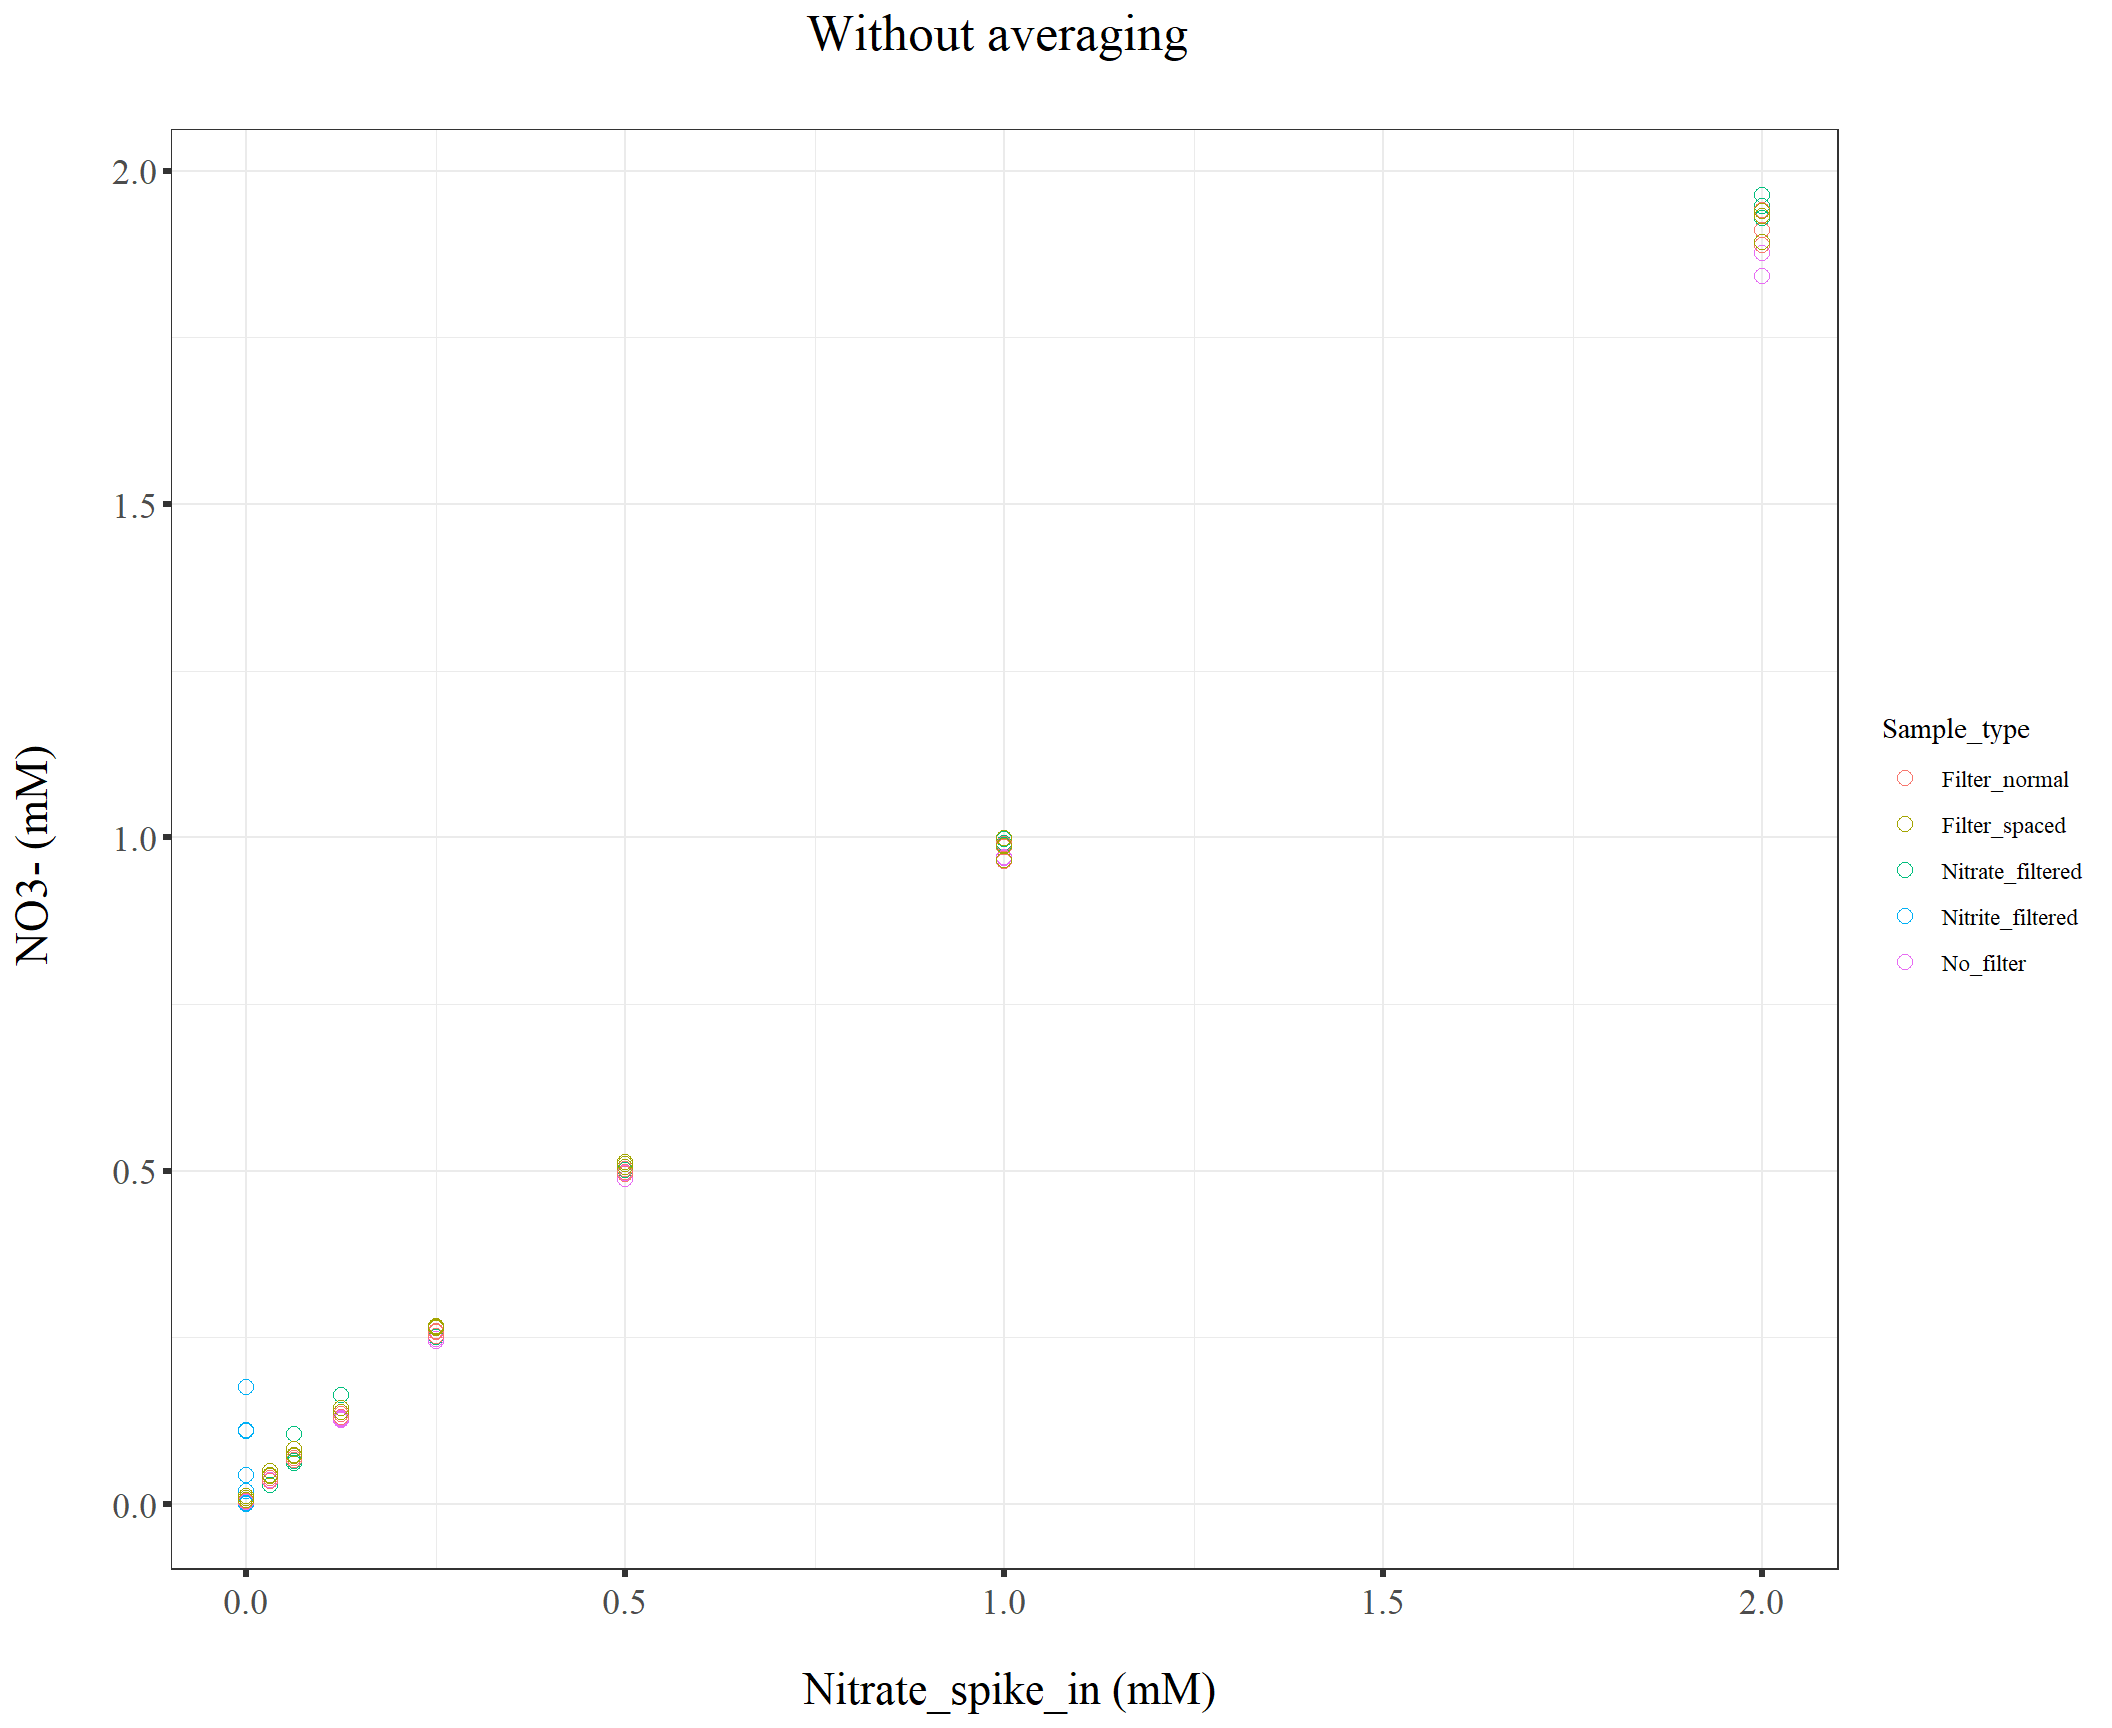 Without averaging
2.0
1.5
1.0
0.5
0.0
NO3- (mM)
0.0 0.5 1.0 1.5 2.0
Nitrate_spike_in (mM)
Sample_type
Filter_normal
Filter_spaced
Nitrate_filtered
Nitrite_filtered
No_filter